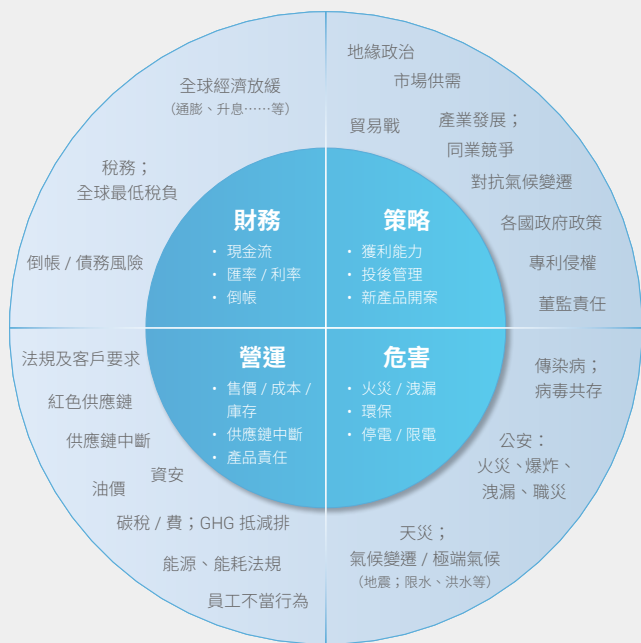 全球經濟放緩
（通膨、升息……等）
稅務；
全球最低稅負
倒帳 / 債務風險
地緣政治
市場供需
貿易戰
產業發展；
同業競爭
對抗氣候變遷
各國政府政策
專利侵權
董監責任
財務
• 現金流
• 匯率 / 利率
• 倒帳
策略
• 獲利能力
• 投後管理
• 新產品開案
營運
• 售價 / 成本 /
庫存
• 供應鏈中斷
• 產品責任
危害
• 火災 / 洩漏
• 環保
• 停電 / 限電
法規及客戶要求
紅色供應鏈
供應鏈中斷
資安
油價
碳稅 / 費；GHG 抵減排
能源、能耗法規
員工不當行為
傳染病；
病毒共存
公安：
火災、爆炸、
洩漏、職災
天災；
氣候變遷 / 極端氣候
（地震；限水、洪水等）